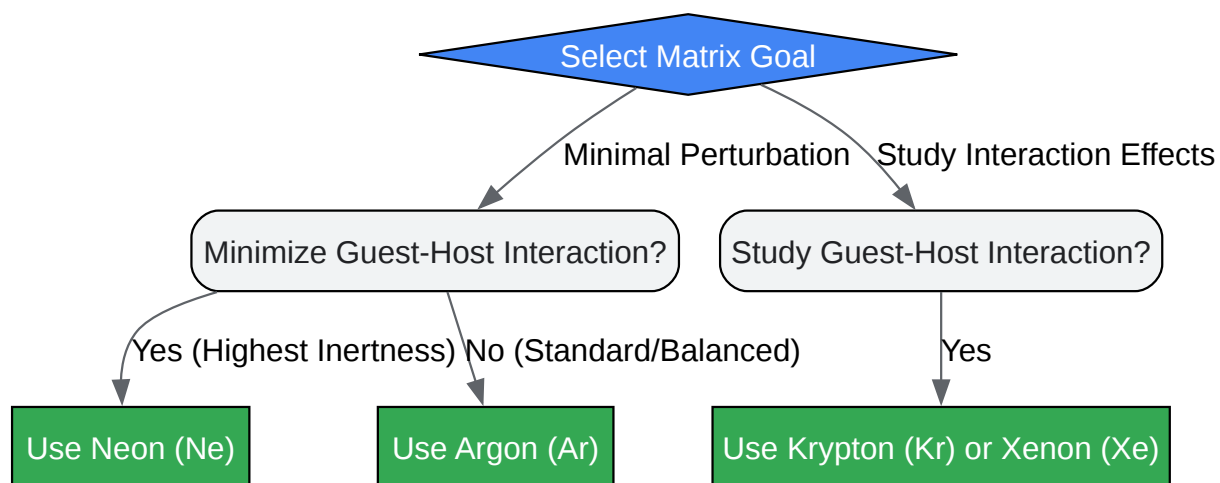 Select Matrix Goal
Minimal Perturbation
Study Interaction Effects
Minimize Guest-Host Interaction?
Study Guest-Host Interaction?
Yes (Highest Inertness)
No (Standard/Balanced)
Yes
Use Neon (Ne)
Use Argon (Ar)
Use Krypton (Kr) or Xenon (Xe)